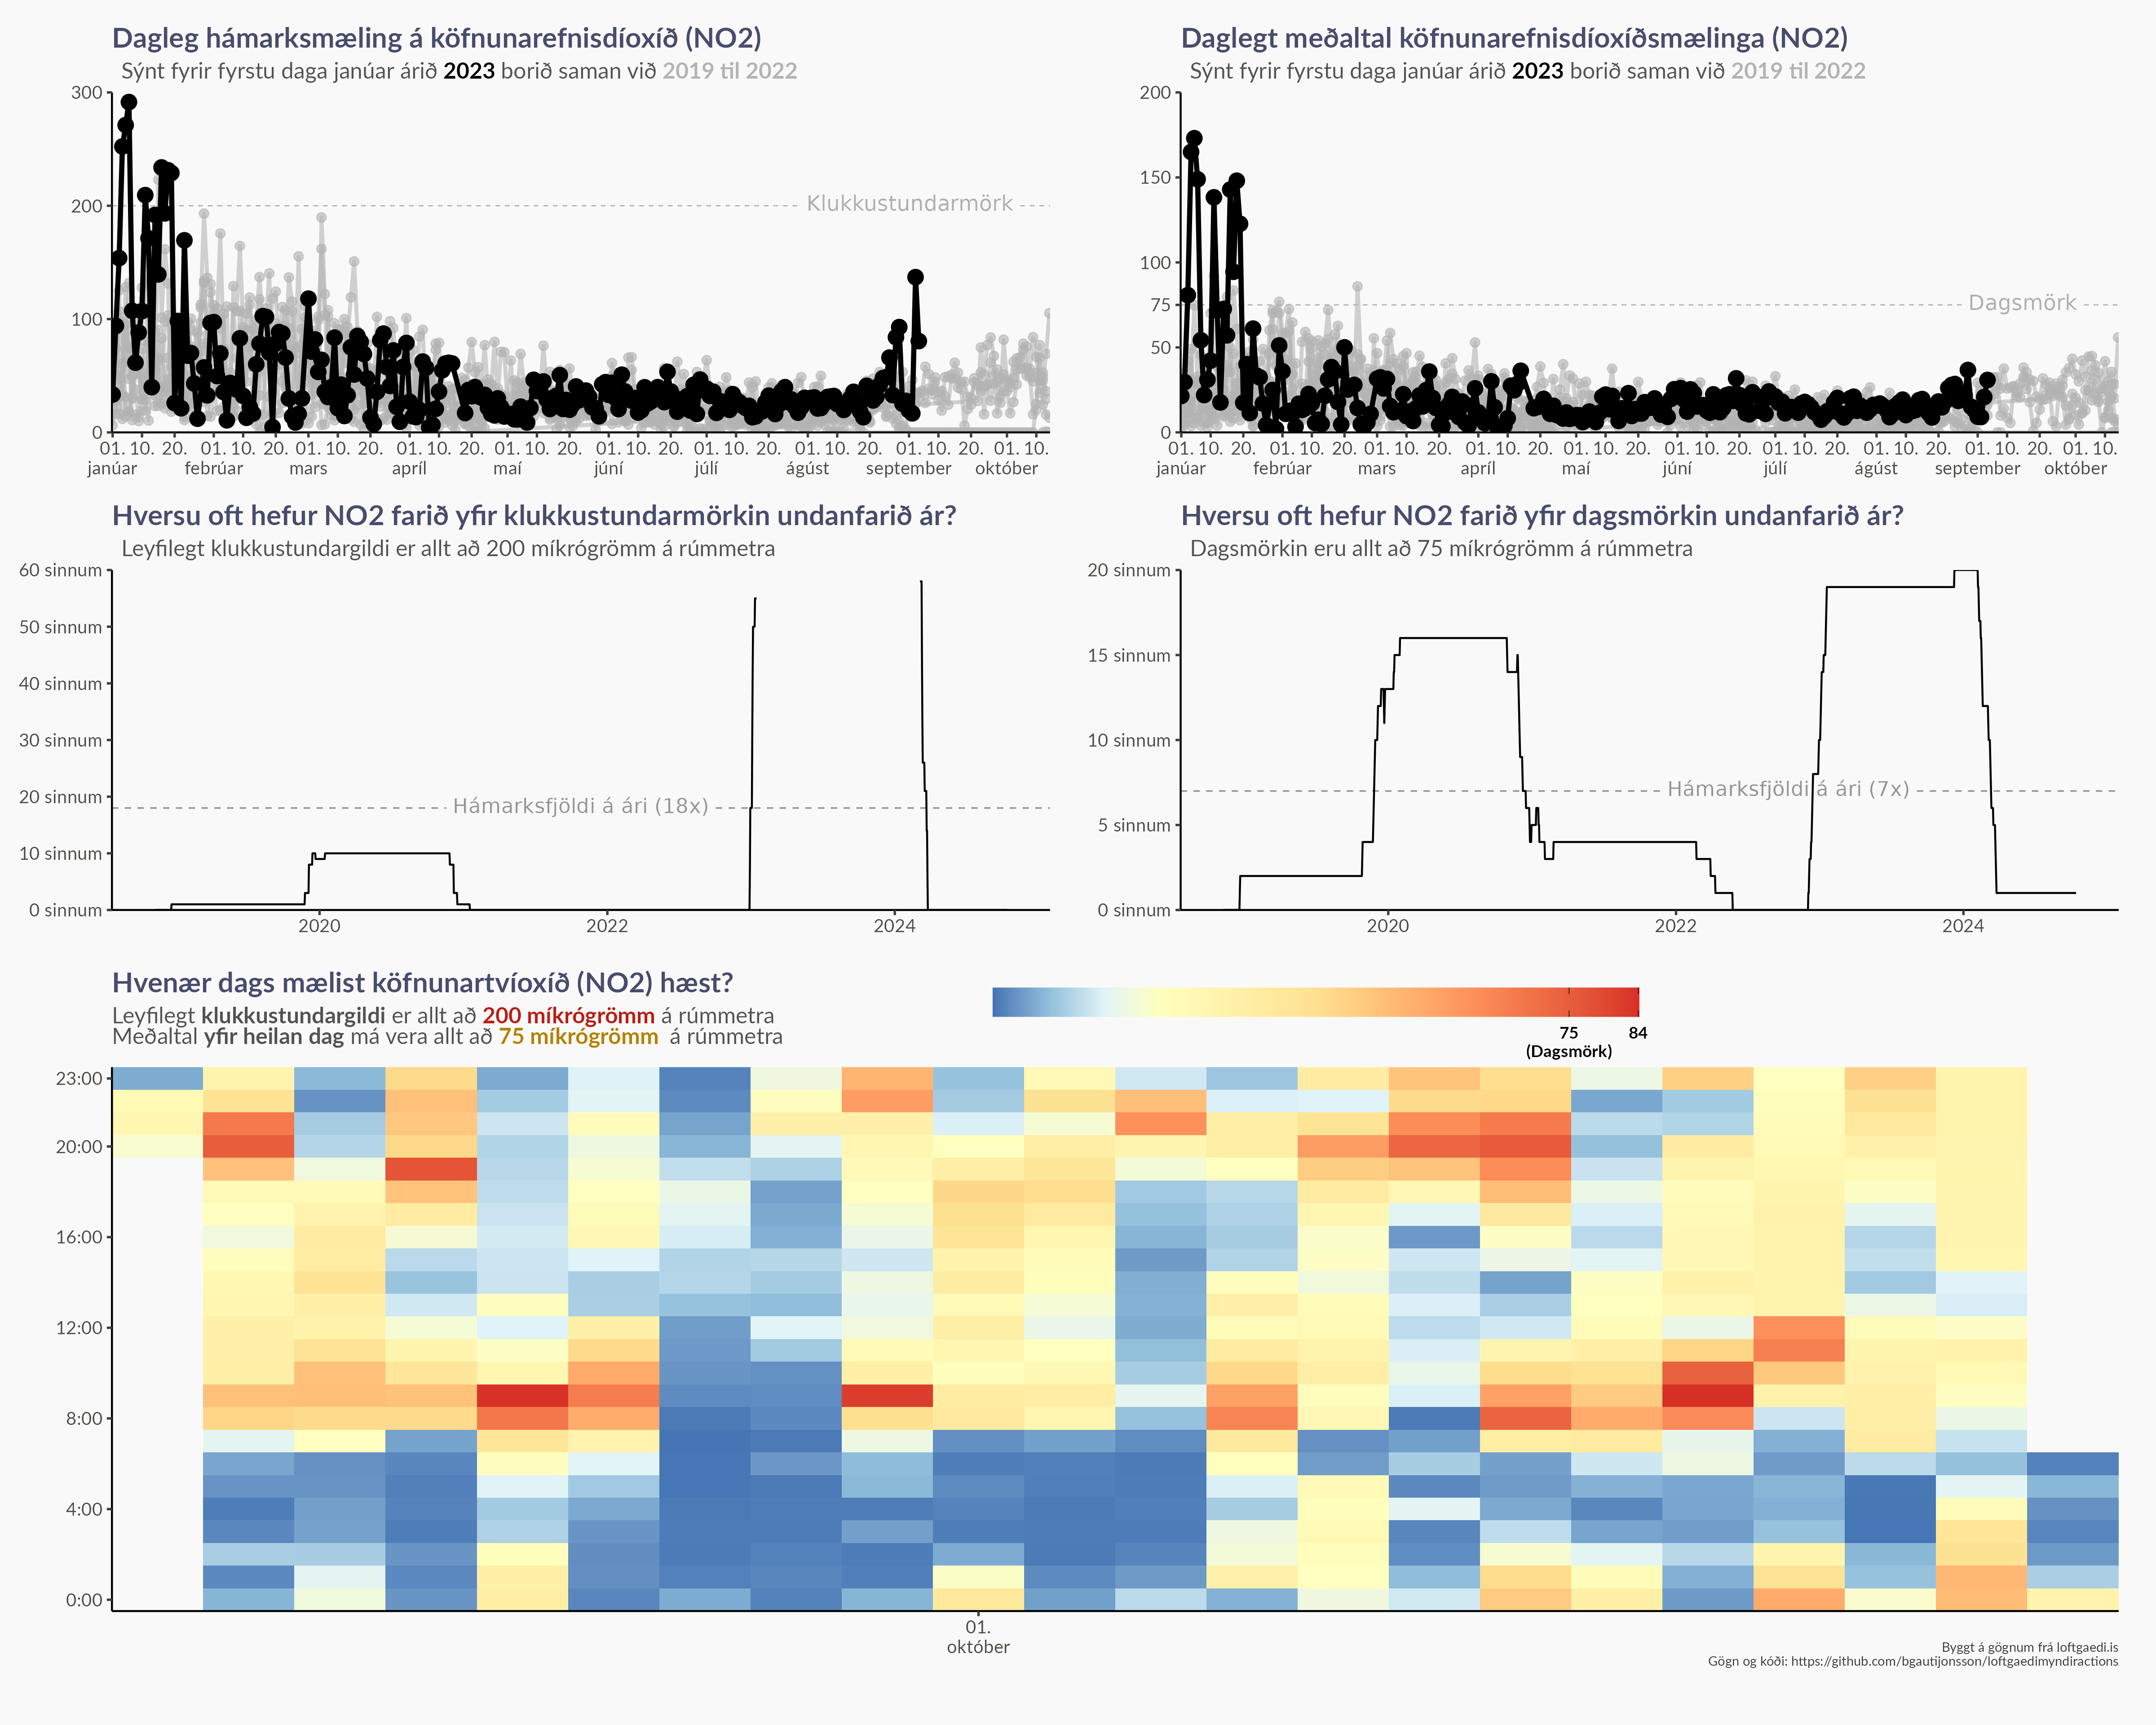 Dagleg hámarksmæling á köfnunarefnisdíoxíð (NO2)
Sýnt fyrir fyrstu daga janúar árið 2023 borið saman við 2019 til 2022
300
200
100
0
Klukkustundarmörk
01. 10. 20. 01. 10. 20. 01. 10. 20. 01. 10. 20. 01. 10. 20. 01. 10. 20. 01. 10. 20. 01. 10. 20. 01. 10. 20. 01. 10.
janúar febrúar mars apríl maí júní júlí ágúst september október
Daglegt meðaltal köfnunarefnisdíoxíðsmælinga (NO2)
Sýnt fyrir fyrstu daga janúar árið 2023 borið saman við 2019 til 2022
200
150
100
75
50
0
Dagsmörk
01. 10. 20. 01. 10. 20. 01. 10. 20. 01. 10. 20. 01. 10. 20. 01. 10. 20. 01. 10. 20. 01. 10. 20. 01. 10. 20. 01. 10.
janúar febrúar mars apríl maí júní júlí ágúst september október
Hversu oft hefur NO2 farið yfir klukkustundarmörkin undanfarið ár?
Leyfilegt klukkustundargildi er allt að 200 míkrógrömm á rúmmetra
60 sinnum
50 sinnum
40 sinnum
30 sinnum
20 sinnum
10 sinnum
0 sinnum
Hámarksfjöldi á ári (18x)
2020 2022 2024
Hversu oft hefur NO2 farið yfir dagsmörkin undanfarið ár?
Dagsmörkin eru allt að 75 míkrógrömm á rúmmetra
20 sinnum
15 sinnum
10 sinnum
5 sinnum
0 sinnum
Hámarksfjöldi á ári (7x)
2020 2022 2024
Hvenær dags mælist köfnunartvíoxíð (NO2) hæst?
Leyfilegt klukkustundargildi er allt að 200 míkrógrömm á rúmmetra
Meðaltal yfir heilan dag má vera allt að 75 míkrógrömm á rúmmetra
75 84
(Dagsmörk)
23:00
20:00
16:00
12:00
8:00
4:00
0:00
01.
október
Byggt á gögnum frá loftgaedi.is
Gögn og kóði: https://github.com/bgautijonsson/loftgaedimyndiractions